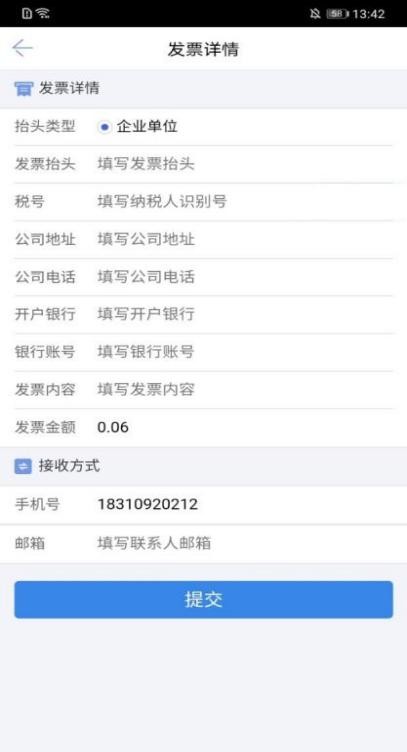 58 13:42
发票详情
发票详情
抬头类型 企业单位
发票抬头 填写发票抬头
税号 填写纳税人识别号
公司地址 填写公司地址
公司电话 填写公司电话
开户银行 填写开户银行
银行账号 填写银行账号
发票内容 填写发票内容
发票金额 0.06
接收方式
手机号 18310920212
邮箱 填写联系人邮箱
提交